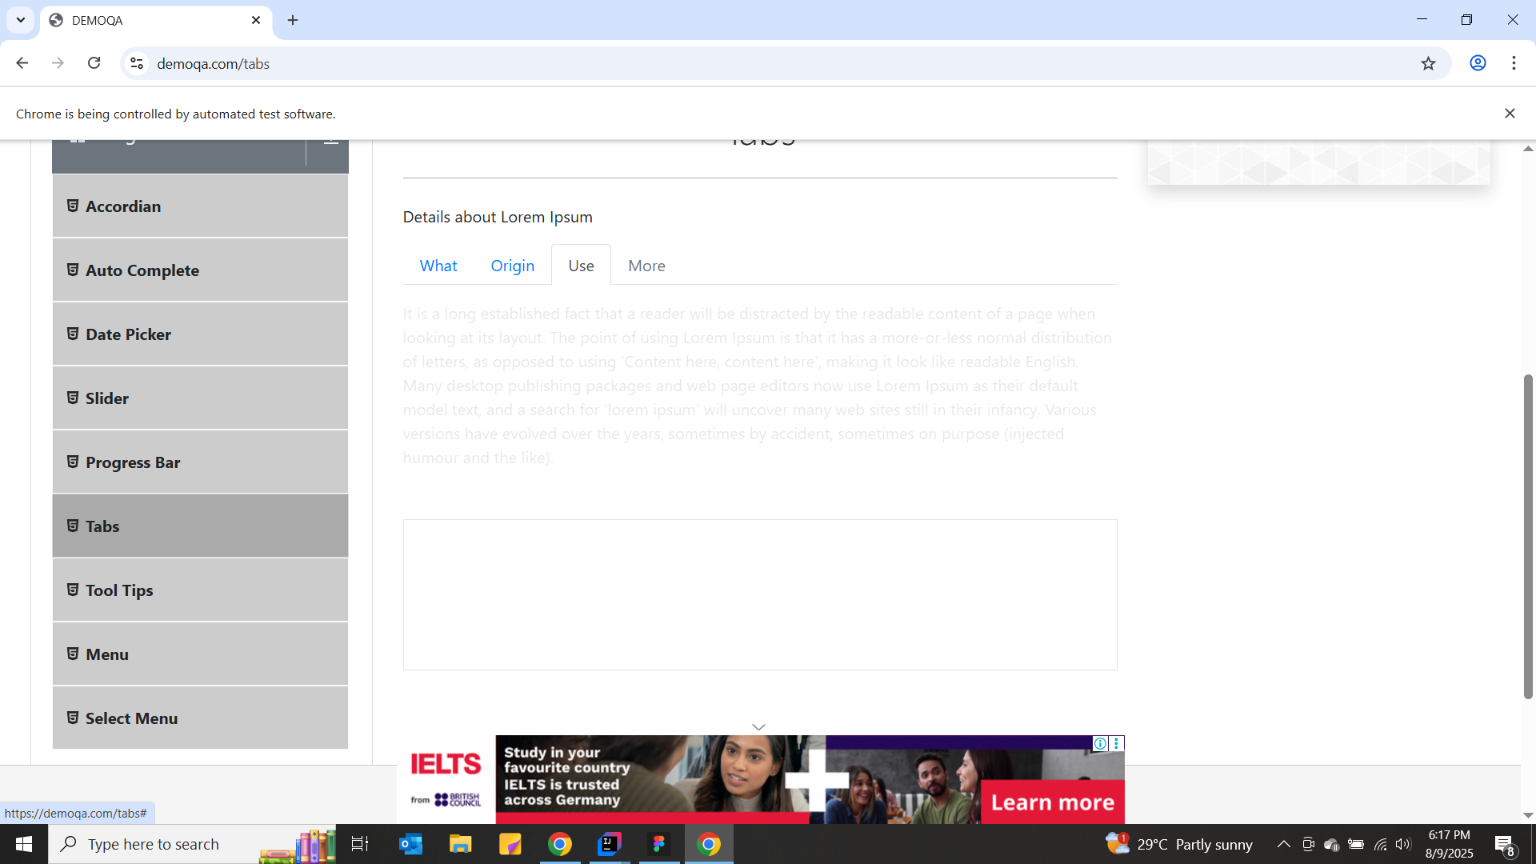 DEMOQA
demoqa.com/tabs
Chrome is being controlled by automated test software.
Tabs
Accordian
Auto Complete
Date Picker
Slider
Progress Bar
Tabs
Tool Tips
Menu
Select Menu
Details about Lorem Ipsum
What Origin Use More
It is a long established fact that a reader will be distracted by the readable content of a page when
looking at its layout. The point of using Lorem Ipsum is that it has a more-or-less normal distribution
of letters, as opposed to using 'Content here, content here', making it look like readable English.
Many desktop publishing packages and web page editors now use Lorem Ipsum as their default
model text, and a search for 'lorem ipsum' will uncover many web sites still in their infancy. Various
versions have evolved over the years, sometimes by accident, sometimes on purpose (injected
humour and the like).
IELTS
from BRITISH
COUNCIL
Study in your
favourite country
IELTS is trusted
across Germany
Learn more
https://demoqa.com/tabs#
Type here to search
1
29°C Partly sunny
6:17 PM
8/9/2025
8